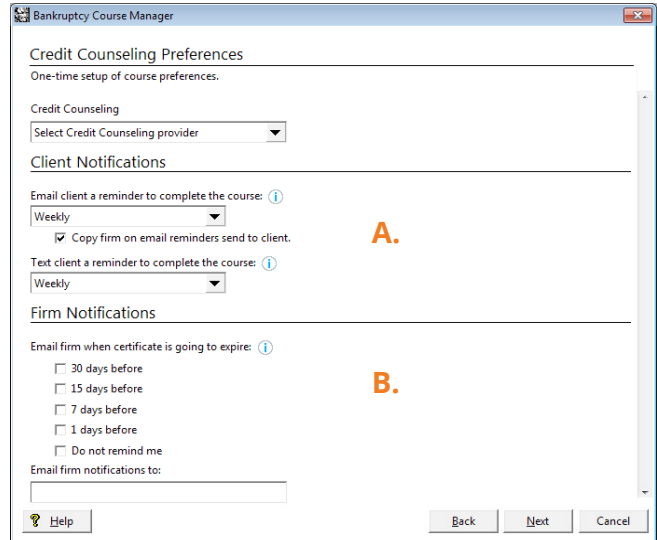 Bankruptcy Course Manager
Credit Counseling Preferences
One-time setup of course preferences.
Credit Counseling
Select Credit Counseling provider
Client Notifications
Email client a reminder to complete the course: i
Weekly
A.
Copy firm on email reminders send to client.
Text client a reminder to complete the course: i
Weekly
Firm Notifications
Email firm when certificate is going to expire: i
30 days before
15 days before
B.
7 days before
1 days before
Do not remind me
Email firm notifications to:
? Help Back Next Cancel